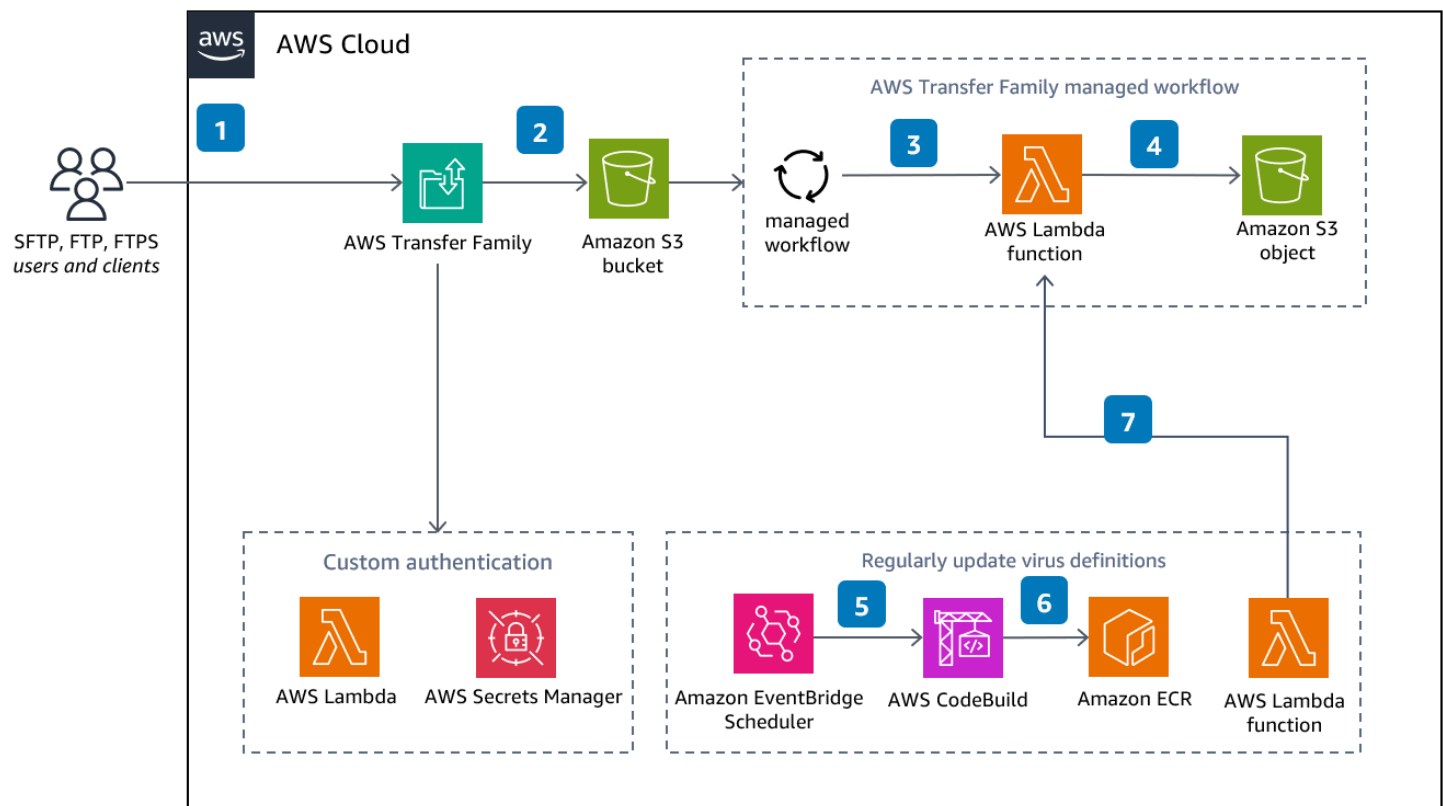 aws
AWS Cloud
AWS Transfer Family managed workflow
1
2
3
4
SFTP, FTP, FTPS
users and clients
AWS Transfer Family
Amazon S3
bucket
managed
workflow
AWS Lambda
function
Amazon S3
object
7
Custom authentication
AWS Lambda
AWS Secrets Manager
Regularly update virus definitions
5
6
</>
Amazon EventBridge
Scheduler
AWS CodeBuild
Amazon ECR
AWS Lambda
function